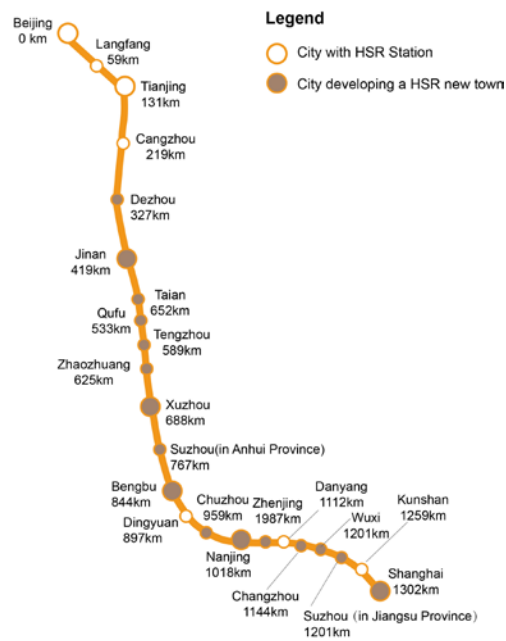 Legend
City with HSR Station
City developing a HSR new town
Beijing
0 km
Langfang
59km
Tianjing
131km
Cangzhou
219km
Dezhou
327km
Jinan
419km
Taian
652km
Qufu
533km
Tengzhou
589km
Zhaozhuang
625km
Xuzhou
688km
Suzhou(in Anhui Province)
767km
Bengbu
844km
Dingyuan
897km
Chuzhou
959km
Nanjing
1018km
Zhenjing
1987km
Danyang
1112km
Changzhou
1144km
Wuxi
1201km
Suzhou (in Jiangsu Province)
1201km
Kunshan
1259km
Shanghai
1302km